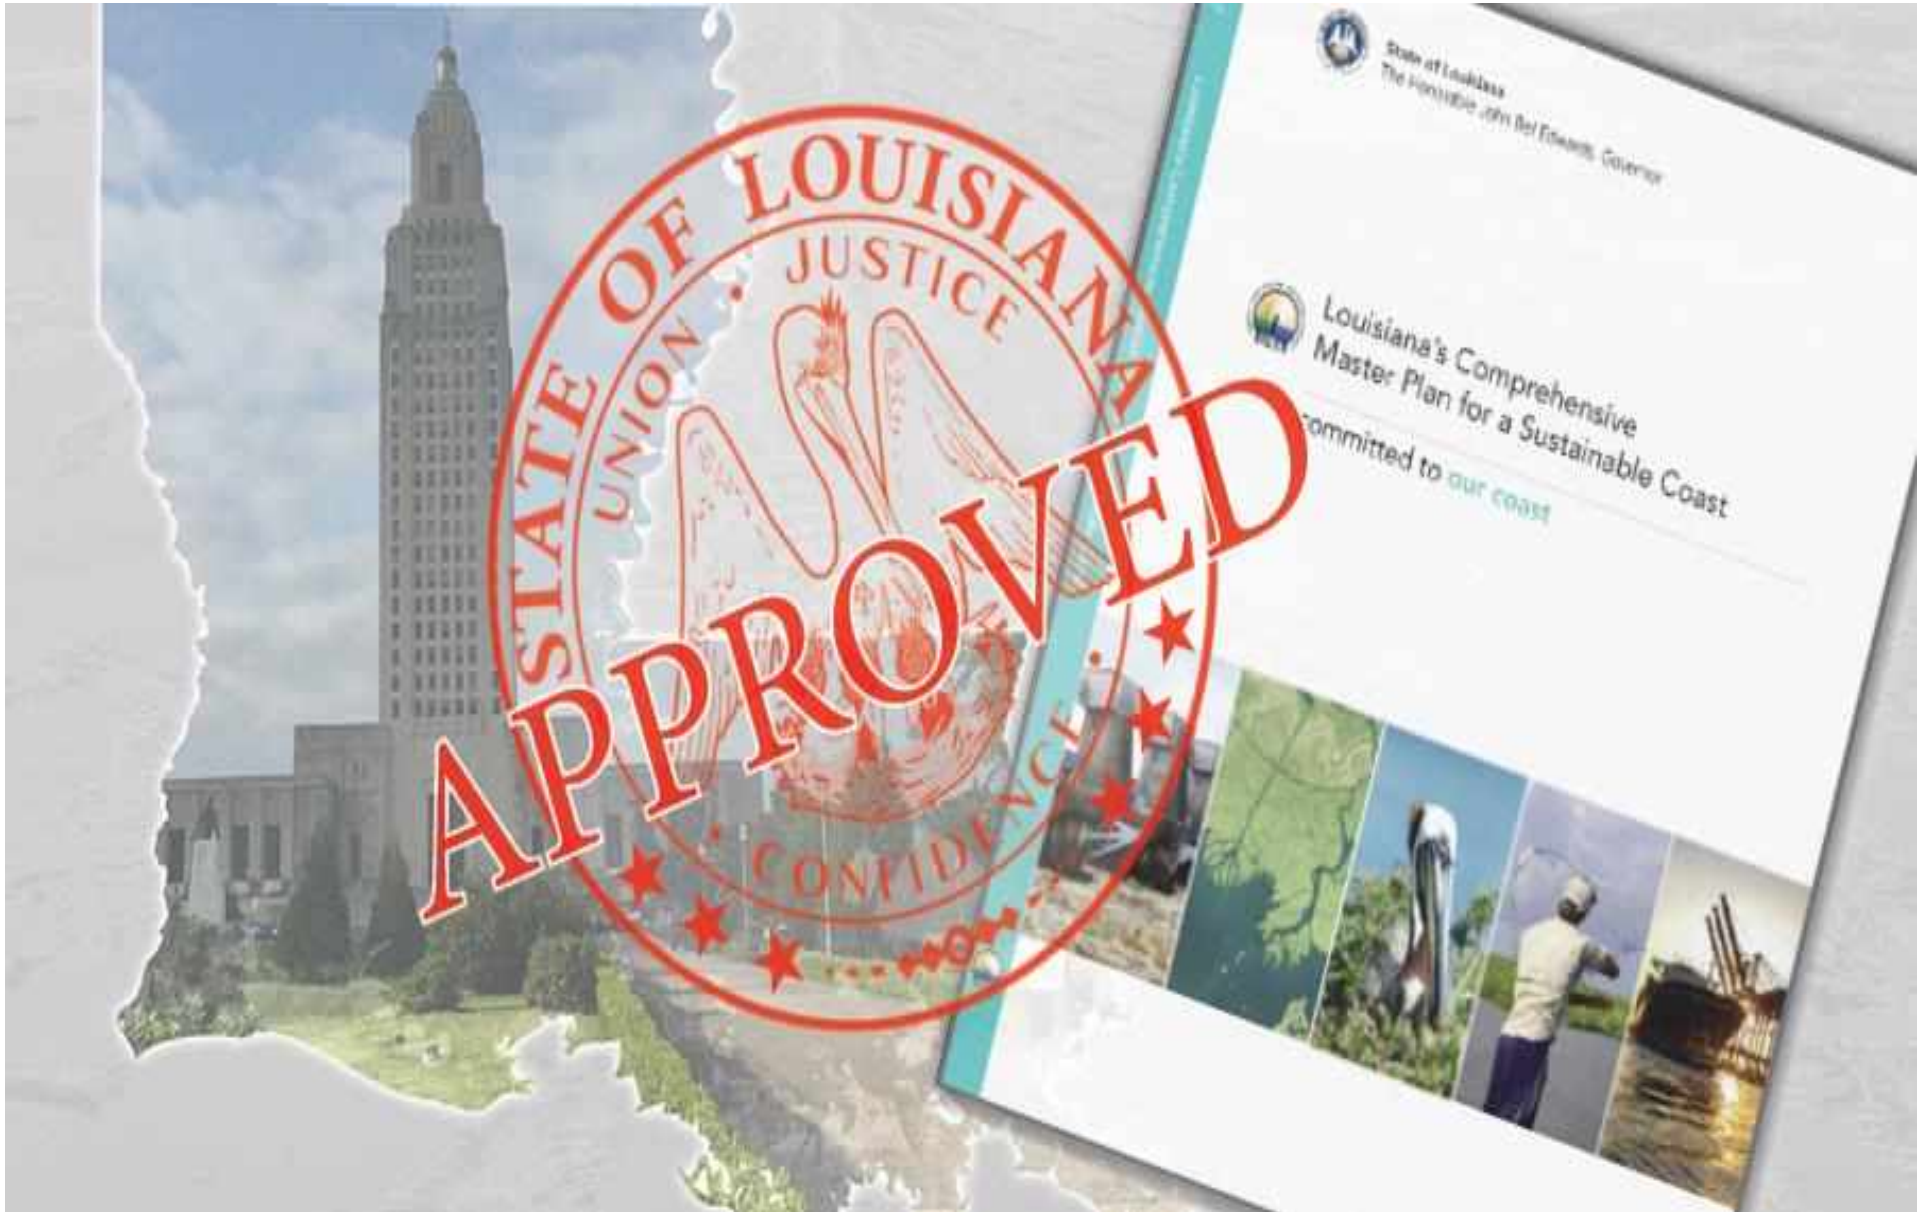 STATE OF LOUISIANA
UNION · JUSTICE
CONFIDENCE
APPROVED
State of Louisiana
The Honorable John Bel Edwards, Governor
Louisiana's Comprehensive
Master Plan for a Sustainable Coast
committed to our coast